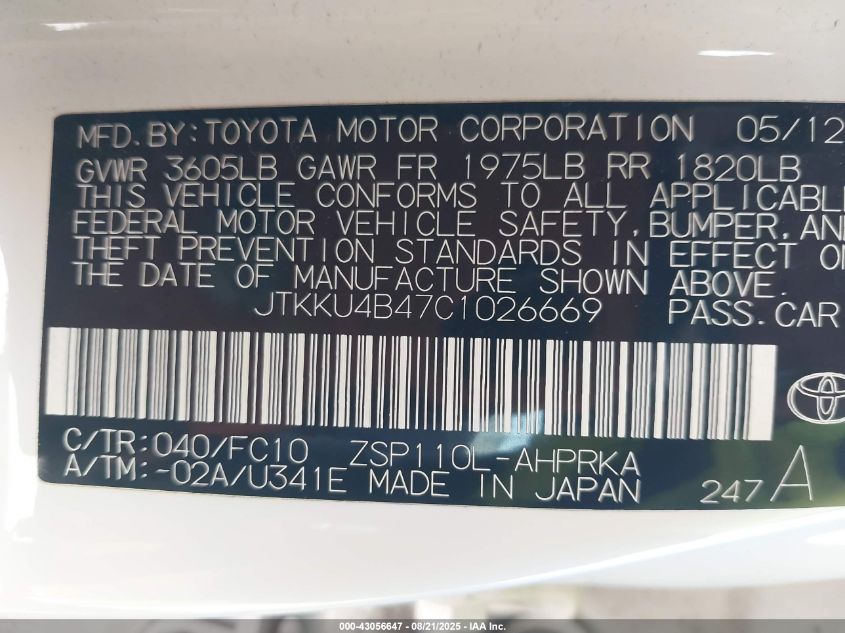 MFD. BY: TOYOTA MOTOR CORPORATION 05/12
GVWR 3605LB GAWR FR 1975LB RR 1820LB
THIS VEHICLE CONFORMS TO ALL APPLICABLE
FEDERAL MOTOR VEHICLE SAFETY, BUMPER, AND
THEFT PREVENTION STANDARDS IN EFFECT ON
THE DATE OF MANUFACTURE SHOWN ABOVE.
JTKKU4B47C1026669 PASS. CAR
C/TR: 040/FC10 ZSP110L-AHPRKA
A/TM: -02A/U341E MADE IN JAPAN 247 A
000-43056647 - 08/21/2025 - IAA Inc.